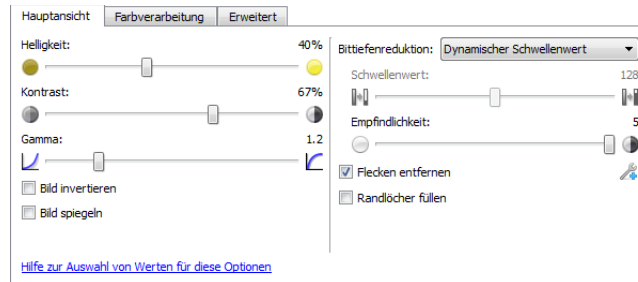 Hauptansicht
Farbverarbeitung
Erweitert
Helligkeit: 40%
Kontrast: 67%
Gamma: 1.2
Bild invertieren
Bild spiegeln
Hilfe zur Auswahl von Werten für diese Optionen
Bittiefenreduktion: Dynamischer Schwellenwert
Schwellenwert: 128
Empfindlichkeit: 5
Flecken entfernen
Randlöcher füllen